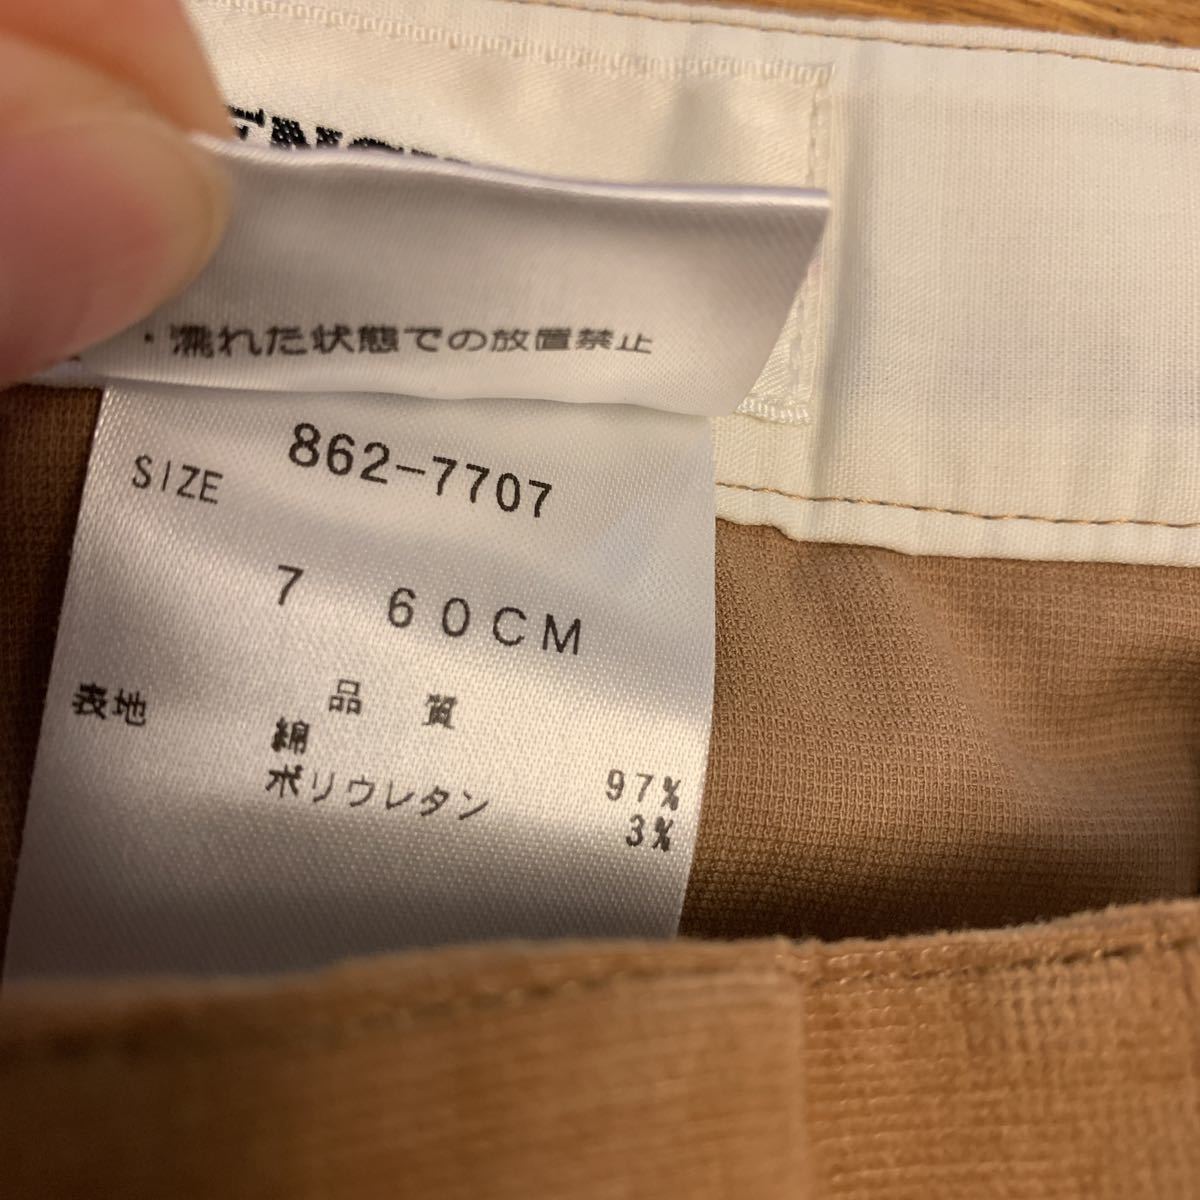 ・濡れた状態での放置禁止
862-7707
SIZE
7 60CM
品質
表地
綿 97%
ポリウレタン 3%